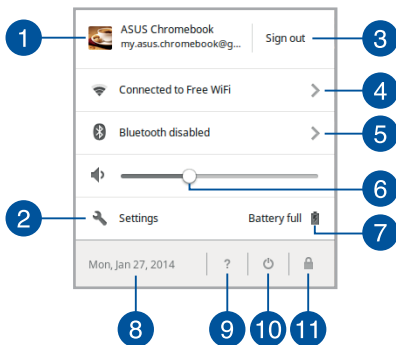 1
ASUS Chromebook
my.asus.chromebook@g...
Sign out
3
Connected to Free WiFi
4
Bluetooth disabled
5
6
2
Settings
Battery full
7
Mon, Jan 27, 2014
?
8
9
10
11